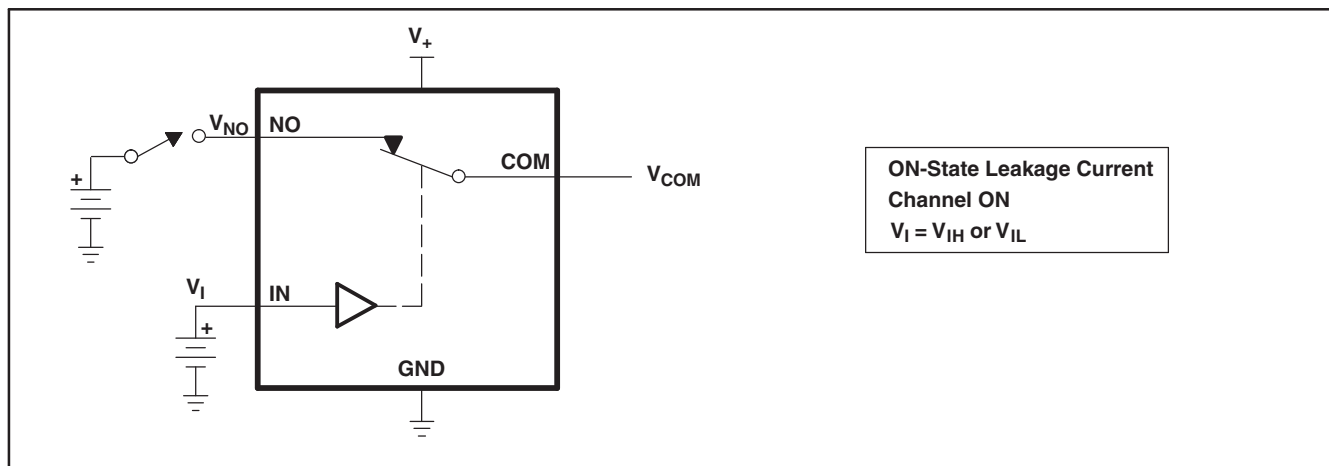 V+
VNO
NO
COM
VCOM
+
VI
IN
+
GND
ON-State Leakage Current
Channel ON
VI = VIH or VIL